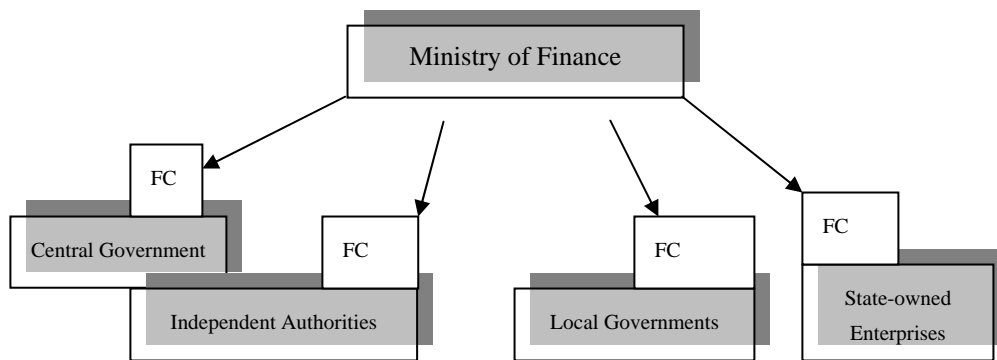 Ministry of Finance
FC
Central Government
FC
Independent Authorities
FC
Local Governments
FC
State-owned
Enterprises